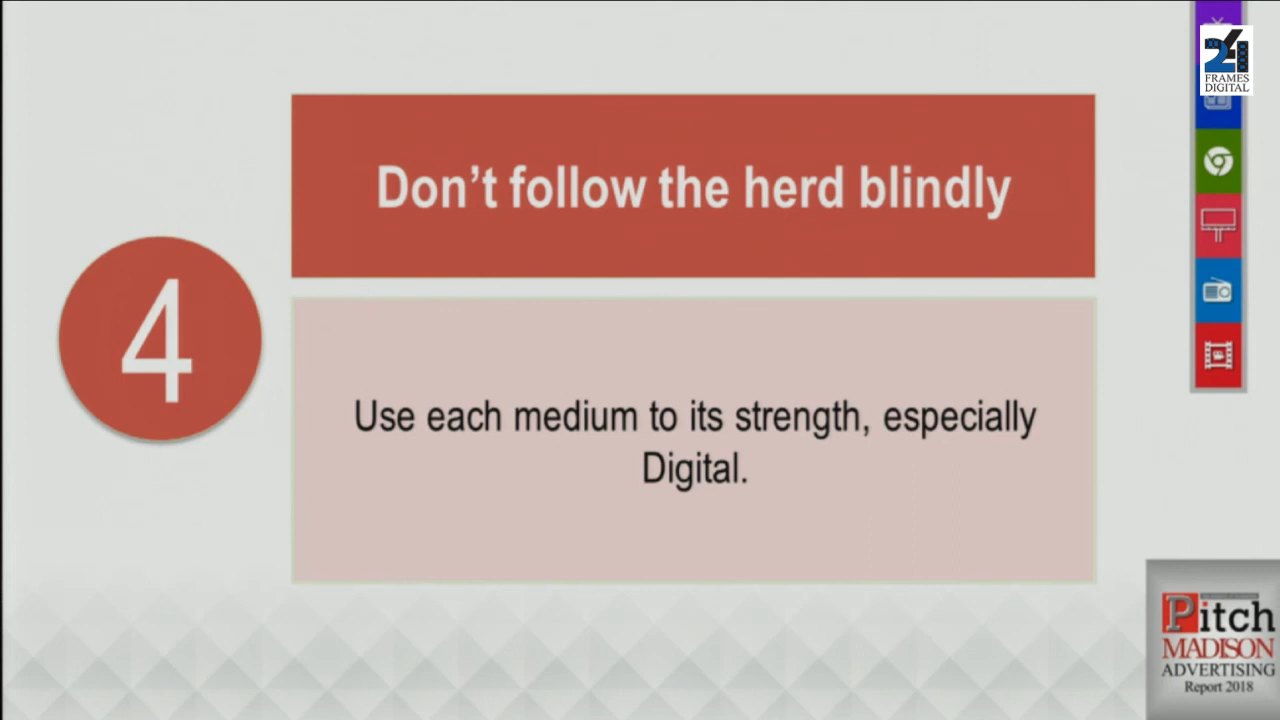 24
FRAMES
DIGITAL
Don't follow the herd blindly
4
Use each medium to its strength, especially
Digital.
Pitch
MADISON
ADVERTISING
Report 2018